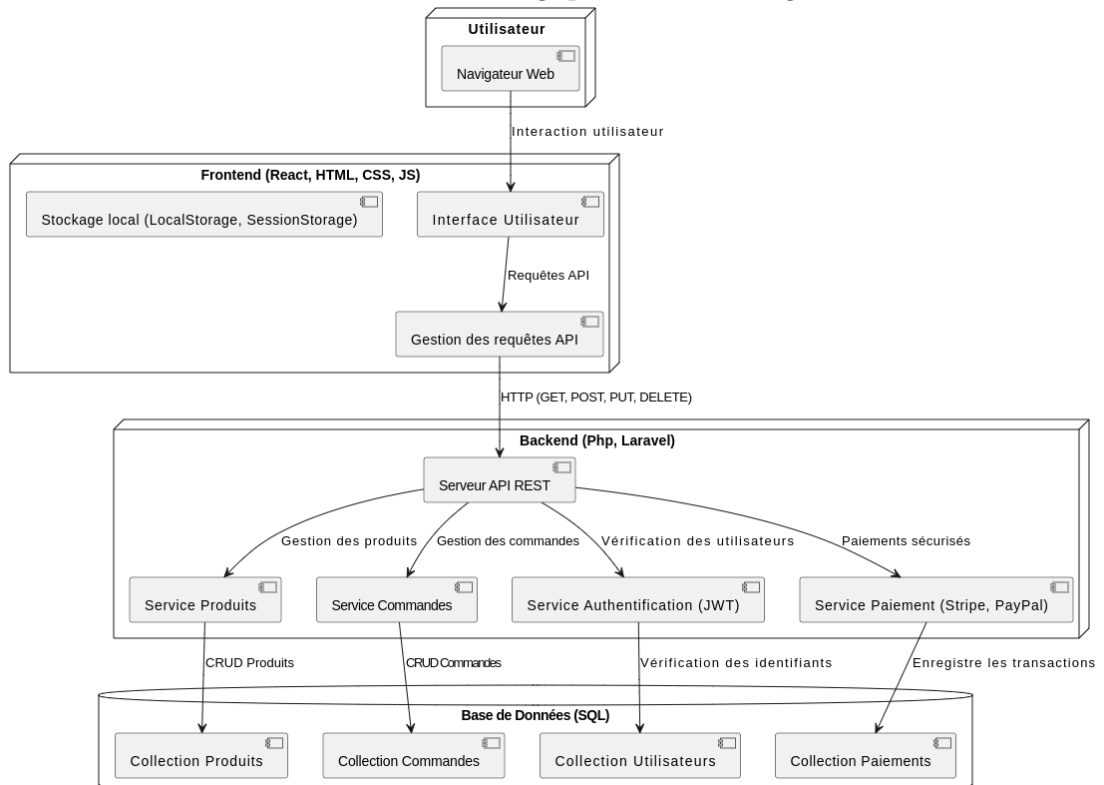 Utilisateur
Navigateur Web
Interaction utilisateur
Frontend (React, HTML, CSS, JS)
Stockage local (LocalStorage, SessionStorage)
Interface Utilisateur
Requêtes API
Gestion des requêtes API
HTTP (GET, POST, PUT, DELETE)
Backend (Php, Laravel)
Serveur API REST
Gestion des produits
Gestion des commandes
Vérification des utilisateurs
Paiements sécurisés
Service Produits
Service Commandes
Service Authentification (JWT)
Service Paiement (Stripe, PayPal)
CRUD Produits
CRUD Commandes
Vérification des identifiants
Enregistre les transactions
Base de Données (SQL)
Collection Produits
Collection Commandes
Collection Utilisateurs
Collection Paiements